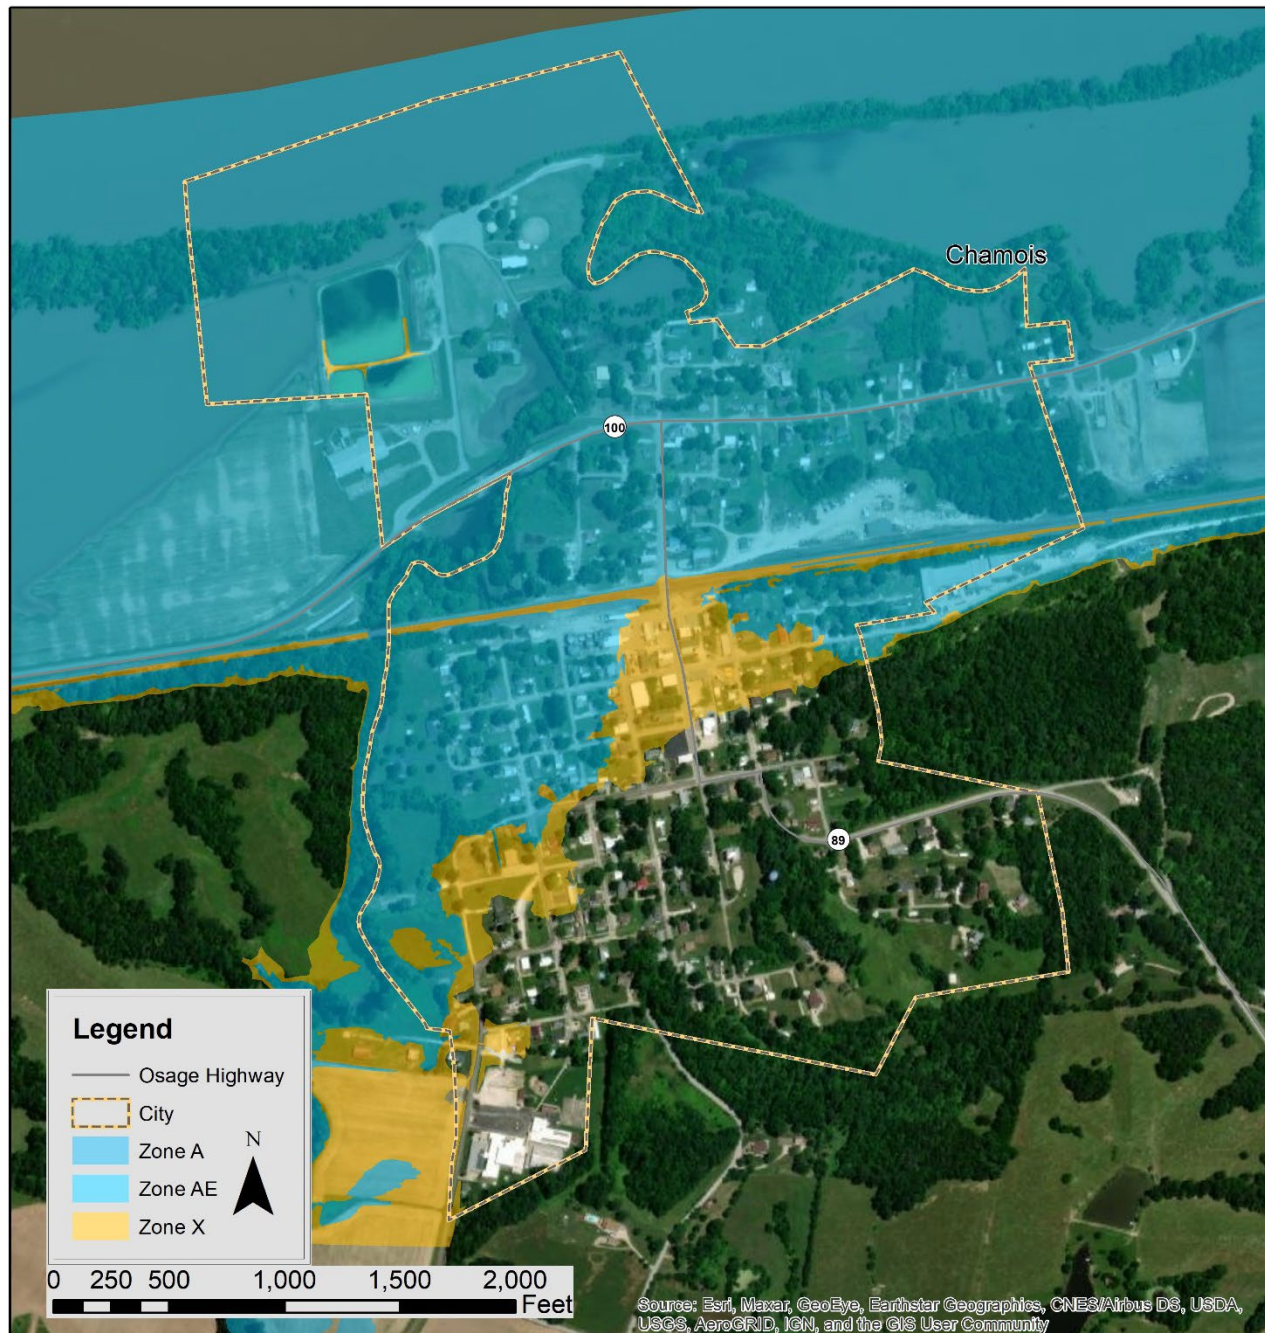 Chamois
100
89
Legend
Osage Highway
City
Zone A
Zone AE
Zone X
N
0 250 500 1,000 1,500 2,000
Feet
Source: Esri, Maxar, GeoEye, Earthstar Geographics, CNES/Airbus DS, USDA,
USGS, AeroGRID, IGN, and the GIS User Community